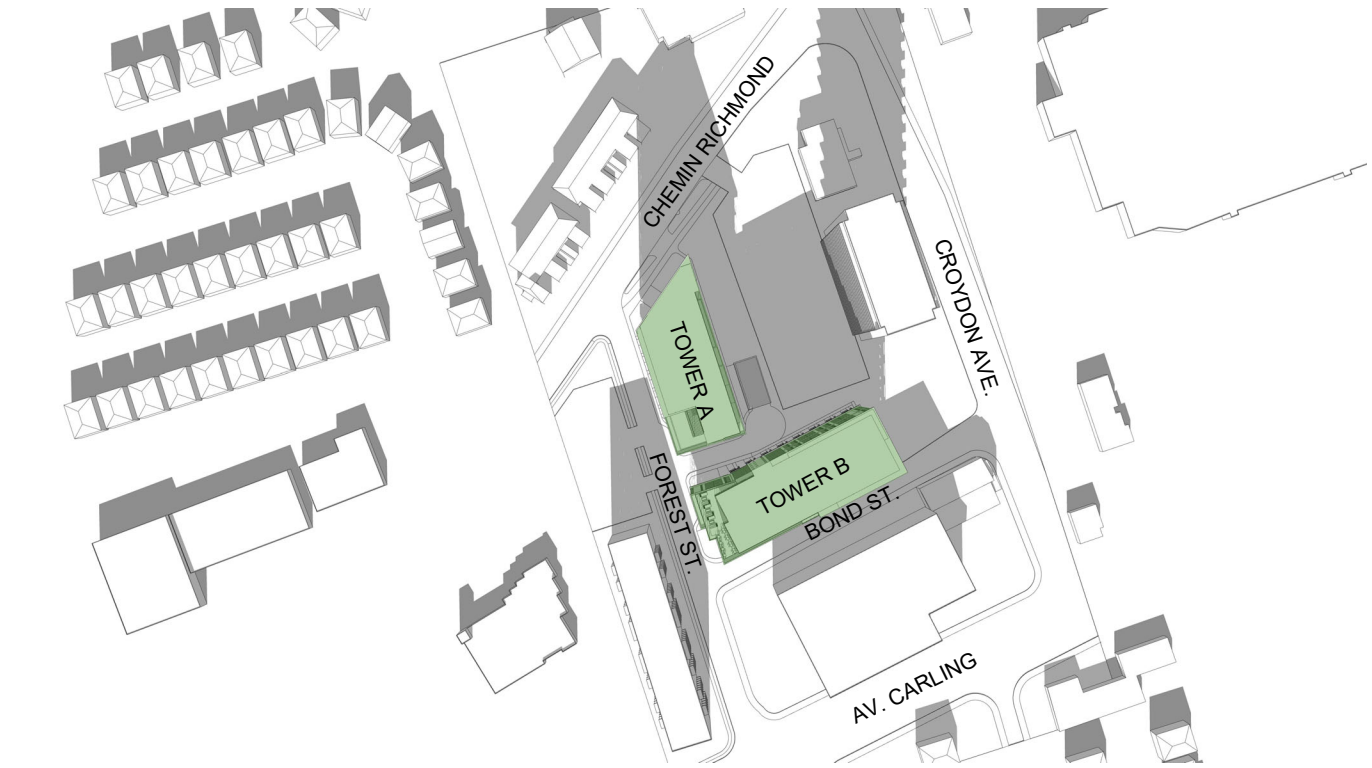 CHEMIN RICHMOND
CROYDON AVE.
TOWER A
FOREST ST.
TOWER B
BOND ST.
AV. CARLING